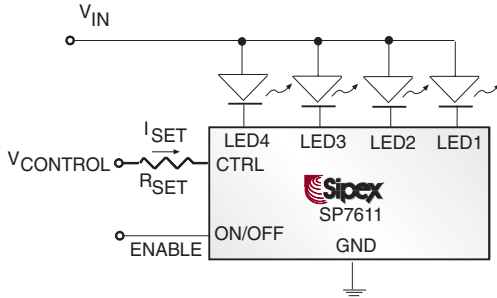 VIN
LED4 LED3 LED2 LED1
ISET
VCONTROL
RSET
CTRL
Sipex
SP7611
ON/OFF
ENABLE
GND